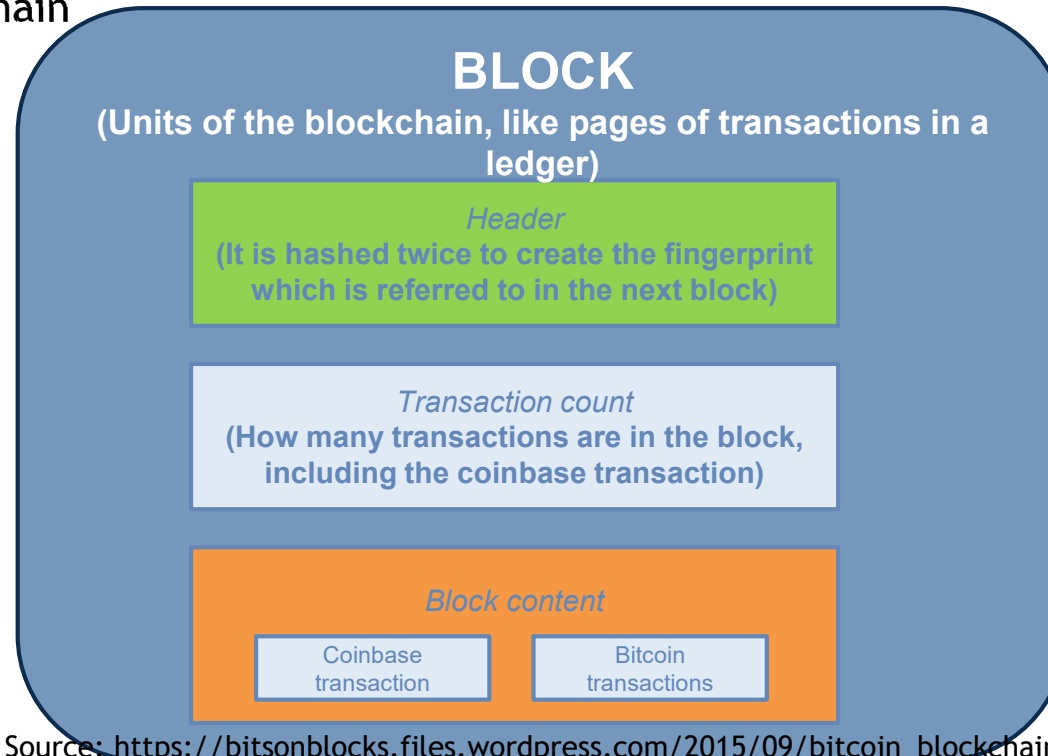 BLOCK
(Units of the blockchain, like pages of transactions in a
ledger)
Header
(It is hashed twice to create the fingerprint
which is referred to in the next block)
Transaction count
(How many transactions are in the block,
including the coinbase transaction)
Block content
Coinbase
transaction
Bitcoin
transactions
Source: https://bitsonblocks.files.wordpress.com/2015/09/bitcoin_blockchain